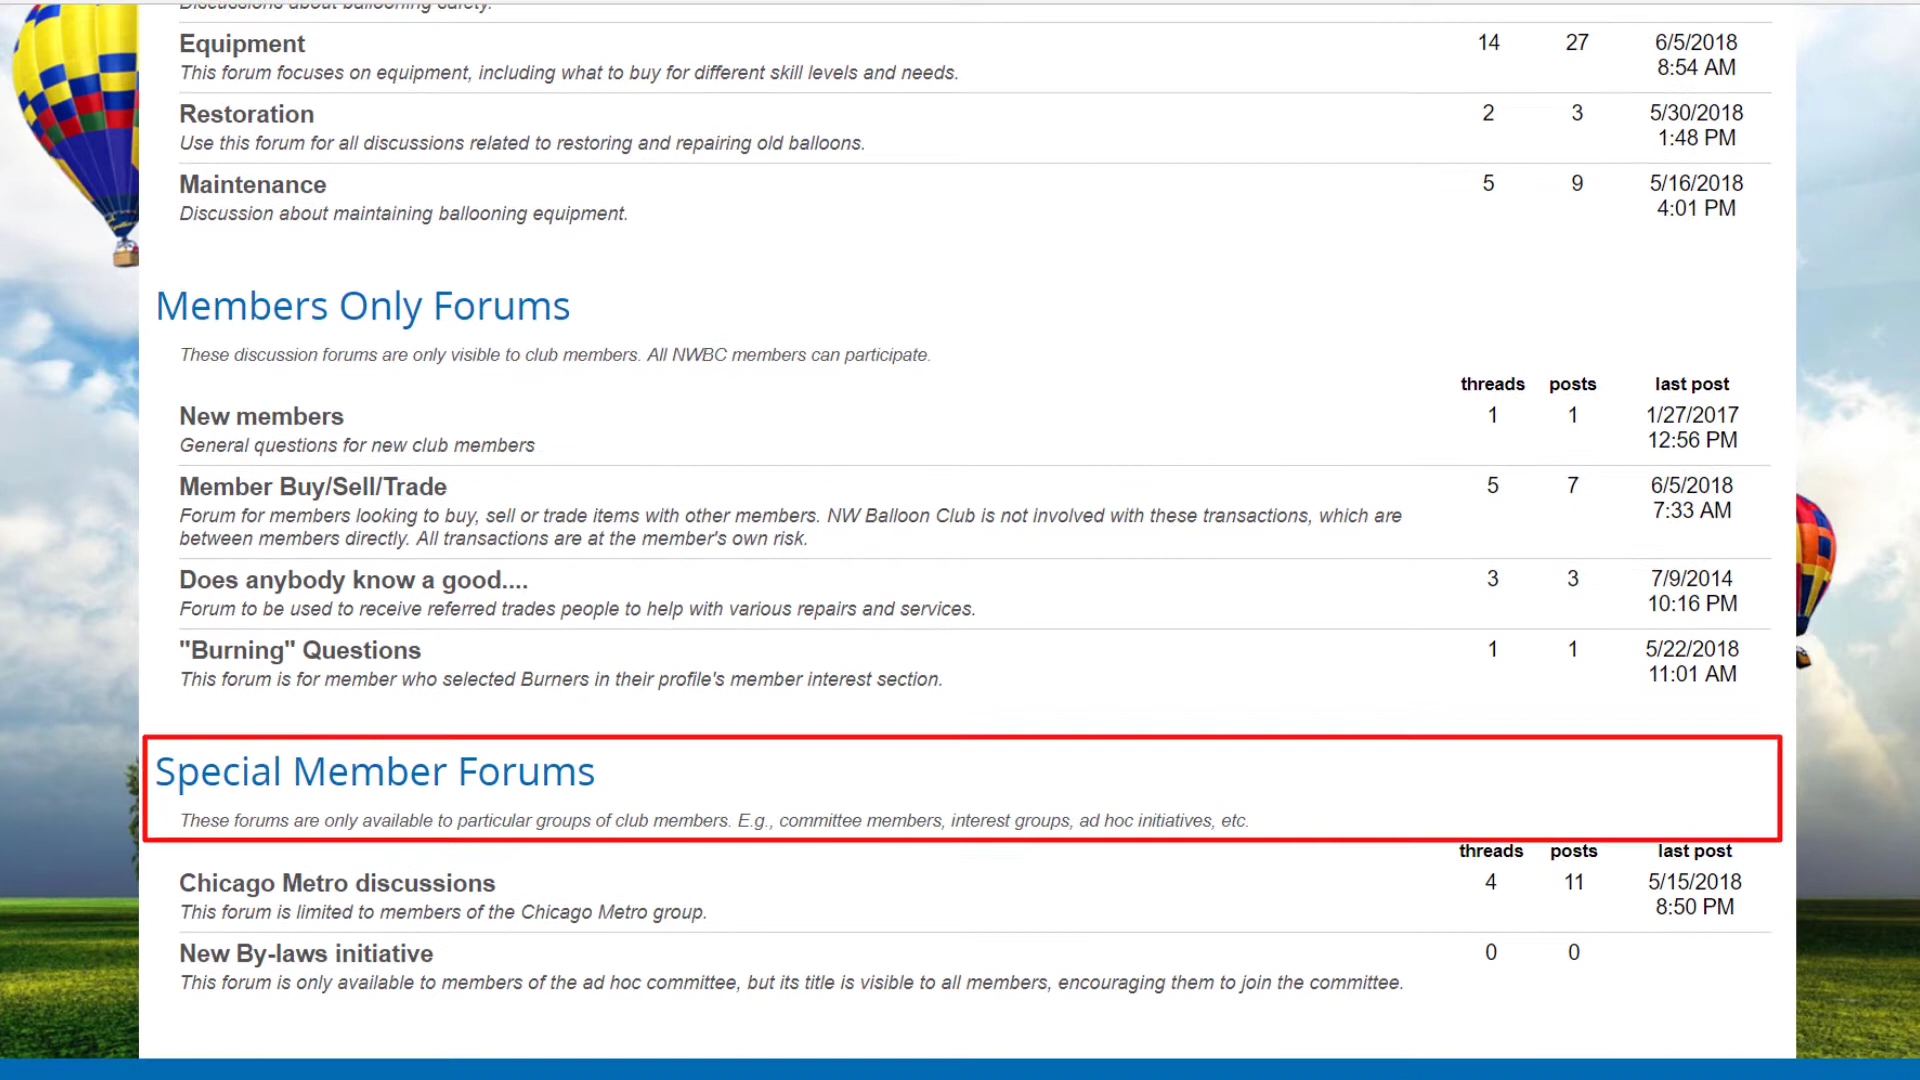 Discussions about ballooning safety.
Equipment 14 27 6/5/2018
8:54 AM
This forum focuses on equipment, including what to buy for different skill levels and needs.
Restoration 2 3 5/30/2018
1:48 PM
Use this forum for all discussions related to restoring and repairing old balloons.
Maintenance 5 9 5/16/2018
4:01 PM
Discussion about maintaining ballooning equipment.
Members Only Forums
These discussion forums are only visible to club members. All NWBC members can participate.
threads posts last post
New members 1 1 1/27/2017
12:56 PM
General questions for new club members
Member Buy/Sell/Trade 5 7 6/5/2018
7:33 AM
Forum for members looking to buy, sell or trade items with other members. NW Balloon Club is not involved with these transactions, which are
between members directly. All transactions are at the member's own risk.
Does anybody know a good.... 3 3 7/9/2014
10:16 PM
Forum to be used to receive referred trades people to help with various repairs and services.
"Burning" Questions 1 1 5/22/2018
11:01 AM
This forum is for member who selected Burners in their profile's member interest section.
Special Member Forums
These forums are only available to particular groups of club members. E.g., committee members, interest groups, ad hoc initiatives, etc.
threads posts last post
Chicago Metro discussions 4 11 5/15/2018
8:50 PM
This forum is limited to members of the Chicago Metro group.
New By-laws initiative 0 0
This forum is only available to members of the ad hoc committee, but its title is visible to all members, encouraging them to join the committee.